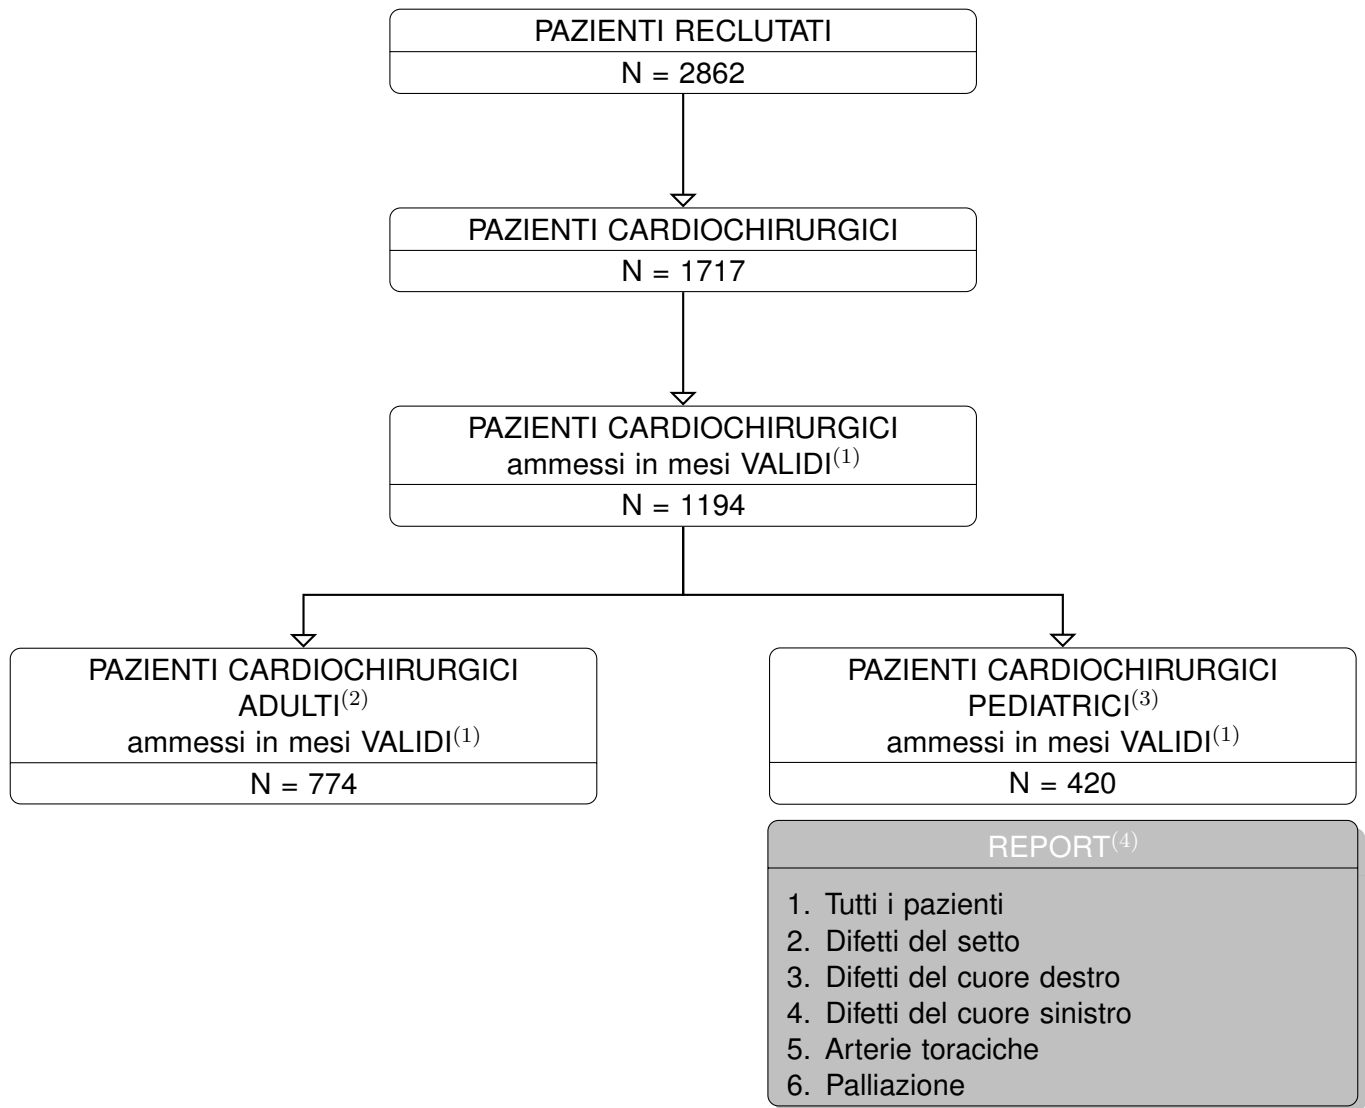 PAZIENTI RECLUTATI
N = 2862
PAZIENTI CARDIOCHIRURGICI
N = 1717
PAZIENTI CARDIOCHIRURGICI
ammessi in mesi VALIDI(1)
N = 1194
PAZIENTI CARDIOCHIRURGICI
ADULTI(2)
ammessi in mesi VALIDI(1)
N = 774
PAZIENTI CARDIOCHIRURGICI
PEDIATRICI(3)
ammessi in mesi VALIDI(1)
N = 420
REPORT(4)
1. Tutti i pazienti
2. Difetti del setto
3. Difetti del cuore destro
4. Difetti del cuore sinistro
5. Arterie toraciche
6. Palliazione